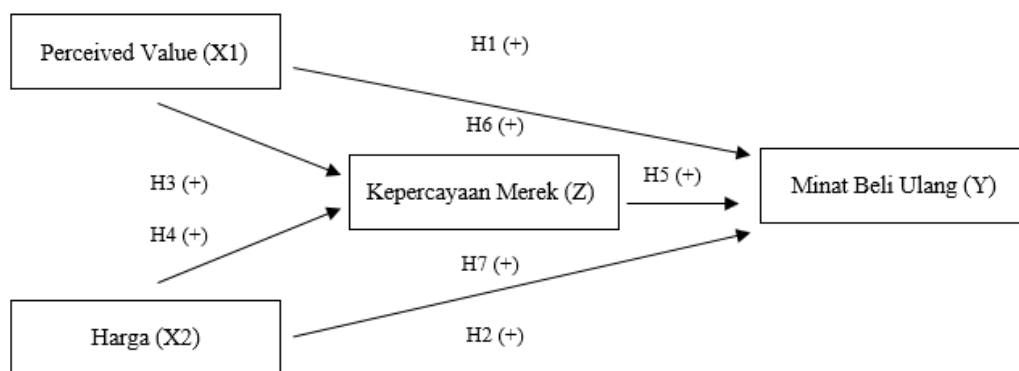 Perceived Value (X1)
H1 (+)
H6 (+)
H3 (+)
Kepercayaan Merek (Z)
H5 (+)
Minat Beli Ulang (Y)
H4 (+)
H7 (+)
Harga (X2)
H2 (+)